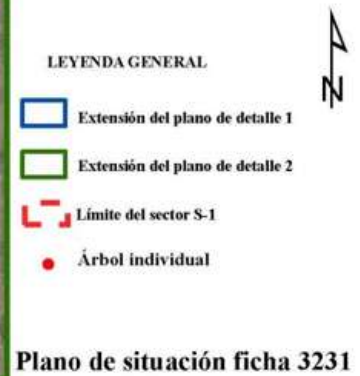 N
LEYENDA GENERAL
Extensión del plano de detalle 1
Extensión del plano de detalle 2
Límite del sector S-1
Árbol individual
Plano de situación ficha 3231